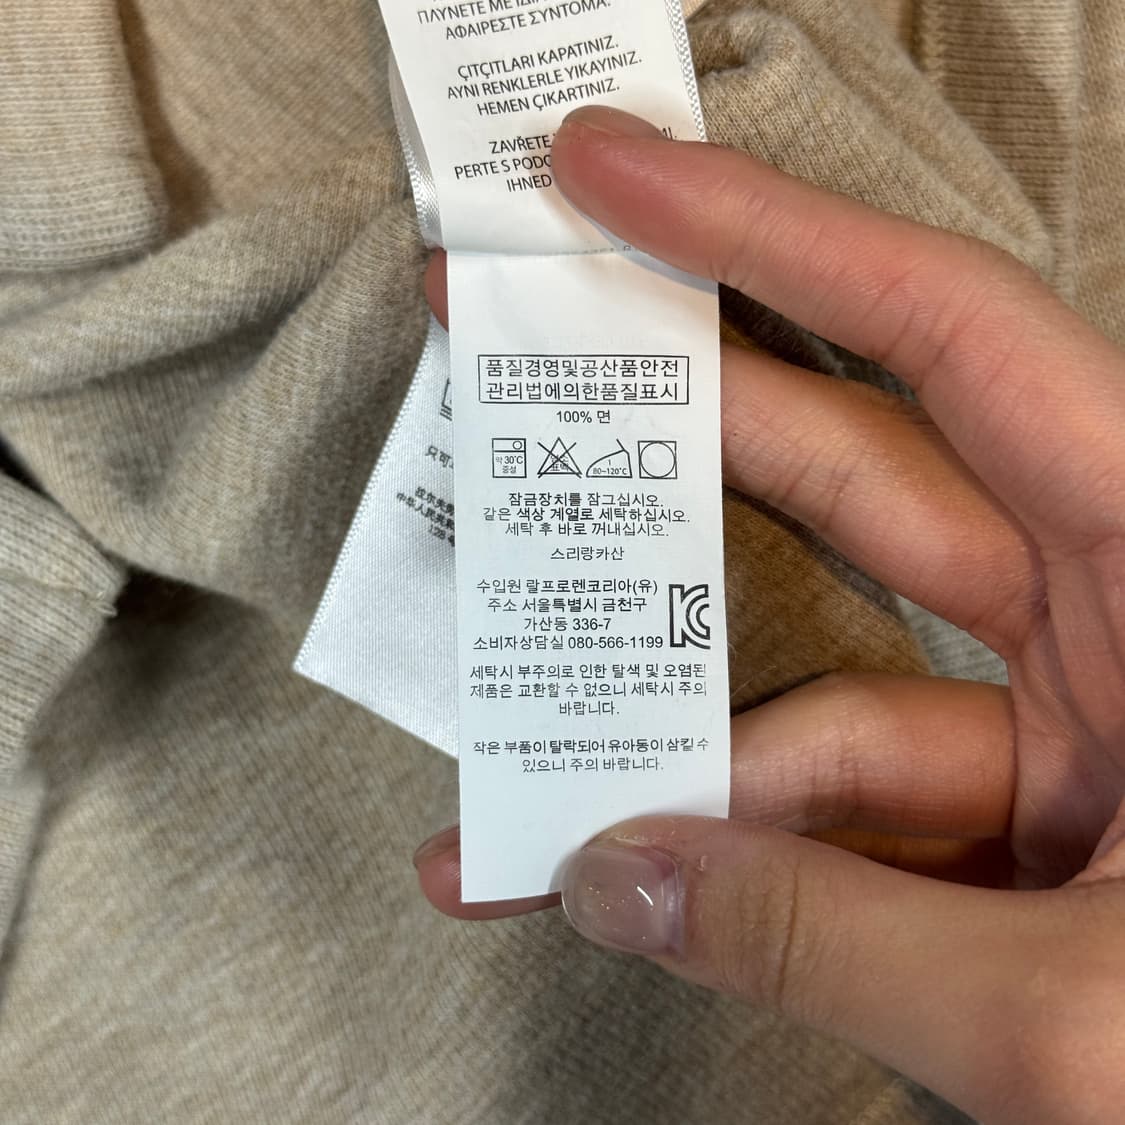 ΠΛΥΝΕΤΕ ΜΕ
ΑΦΑΙΡΕΣΤΕ ΣΥΝΤΟΜΑ.
ÇITÇITLARI KAPATINIZ.
AYNI RENKLERLE YIKAYINIZ.
HEMEN ÇIKARTINIZ.
ZAVŘETE
PERTE S
IHNED
품질경영및공산품안전
관리법에의한품질표시
100% 면
약 30˚C
중성
염소
표백
1
80~120˚C
잠금장치를 잠그십시오.
같은 색상 계열로 세탁하십시오.
세탁 후 바로 꺼내십시오.
스리랑카산
수입원 랄프로렌코리아(유)
주소 서울특별시 금천구
가산동 336-7
소비자상담실 080-566-1199
세탁시 부주의로 인한 탈색 및 오염된
제품은 교환할 수 없으니 세탁시 주의
바랍니다.
작은 부품이 탈락되어 유아동이 삼킬 수
있으니 주의 바랍니다.
只可